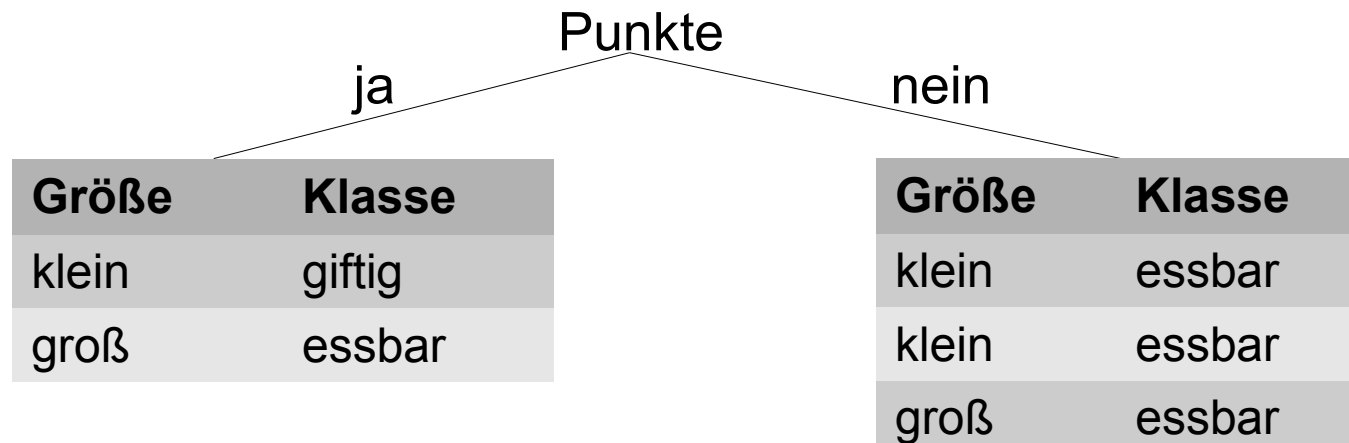 Punkte
ja nein
Größe Klasse
klein giftig
groß essbar
Größe Klasse
klein essbar
klein essbar
groß essbar